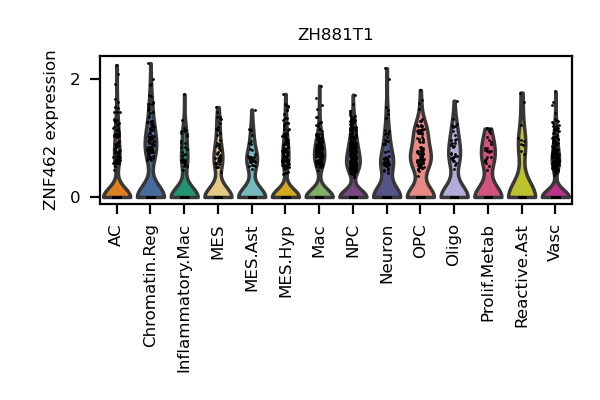 ZH881T1
ZNF462 expression
2
0
AC
Chromatin.Reg
Inflammatory.Mac
MES
MES.Ast
MES.Hyp
Mac
NPC
Neuron
OPC
Oligo
Prolif.Metab
Reactive.Ast
Vasc